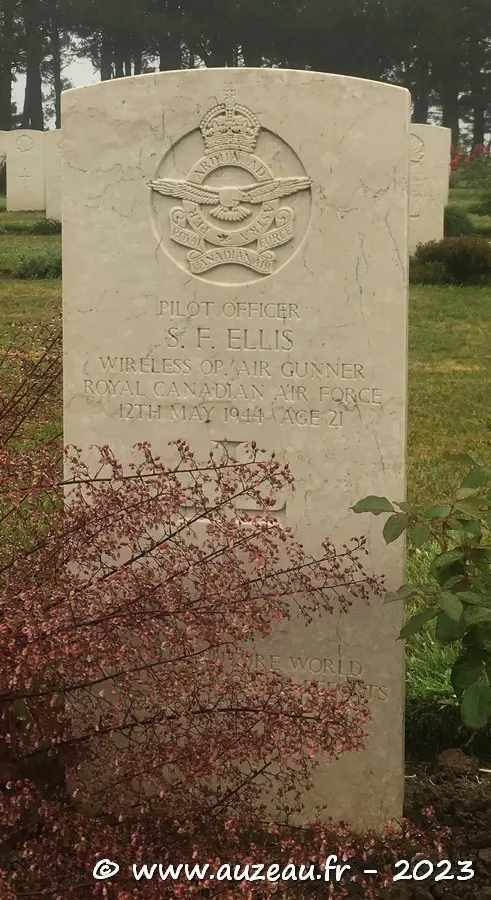 PER ARDUA AD ASTRA
ROYAL CANADIAN AIR FORCE
PILOT OFFICER
S. F. ELLIS
WIRELESS OP./AIR GUNNER
ROYAL CANADIAN AIR FORCE
12TH MAY 1944 AGE 21
WORLD
© www.auzeau.fr - 2023